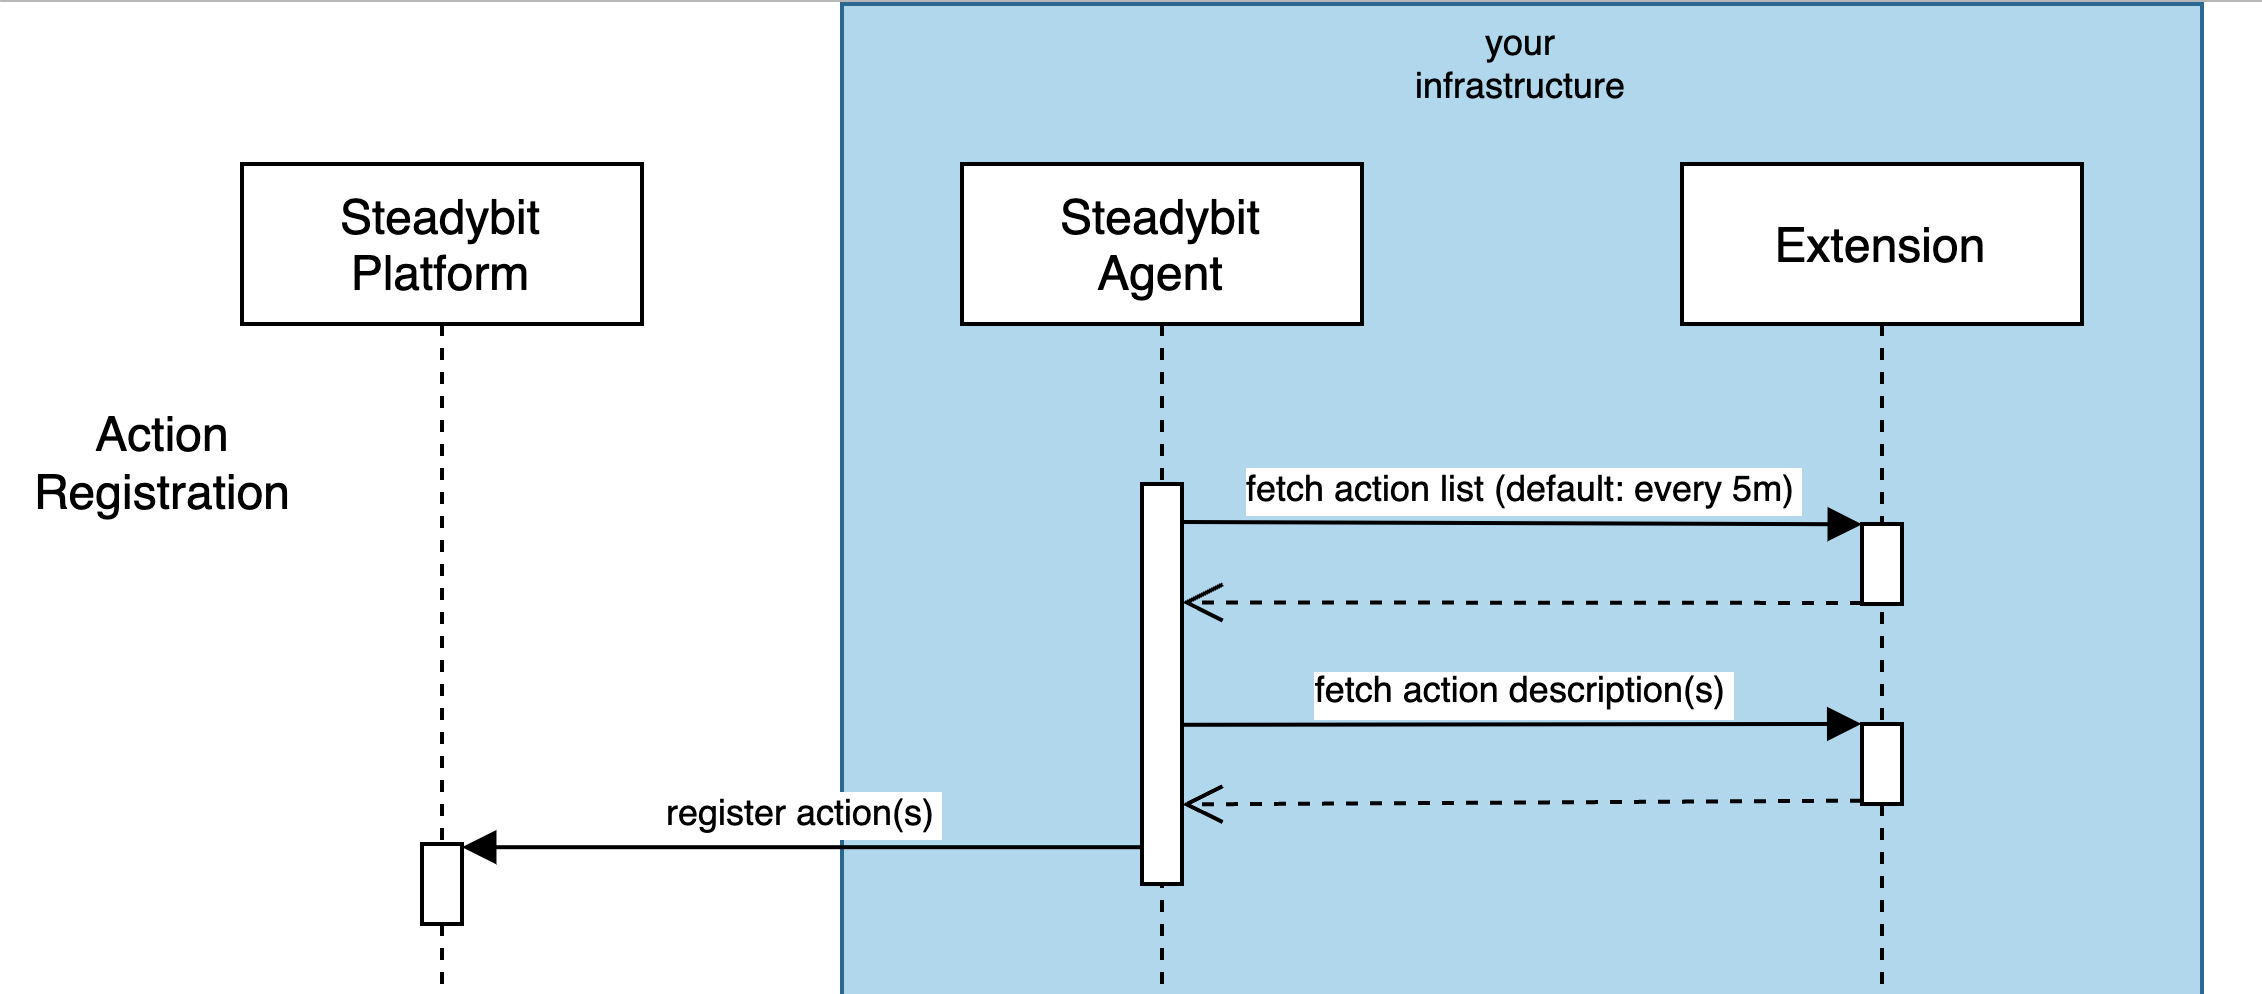 your
infrastructure
Steadybit
Platform
Steadybit
Agent
Extension
Action
Registration
fetch action list (default: every 5m)
fetch action description(s)
register action(s)